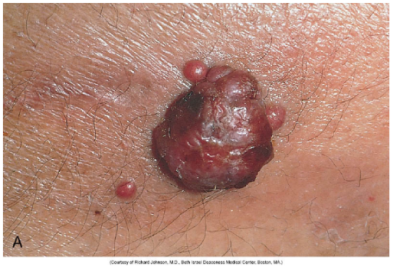 A
(Courtesy of Richard Johnson, M.D., Beth Israel Deaconess Medical Center, Boston, MA.)